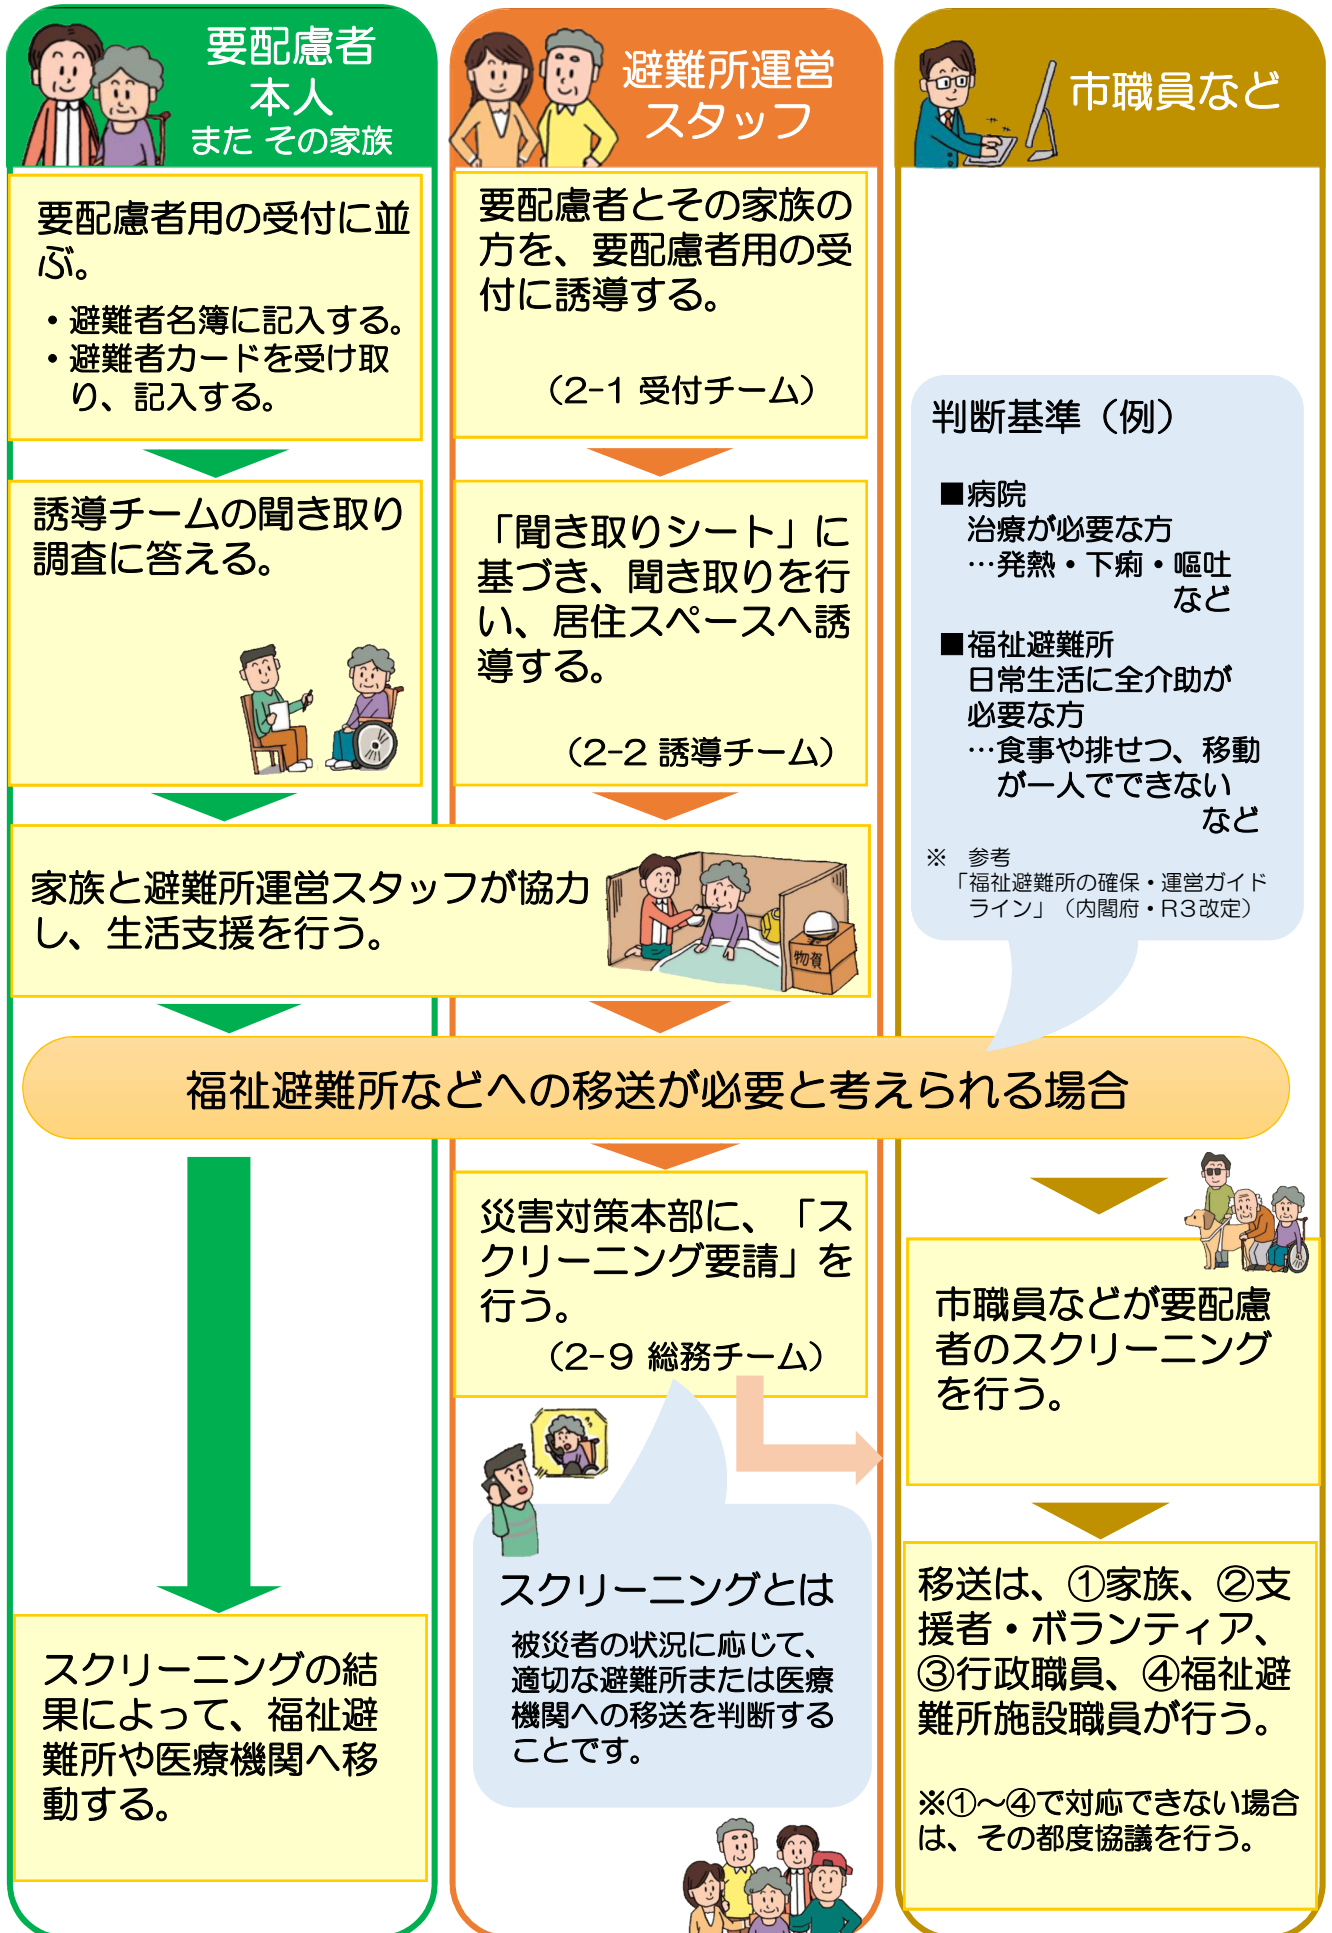 要配慮者
本人
また その家族
要配慮者用の受付に並
ぶ。
・避難者名簿に記入する。
・避難者カードを受け取
り、記入する。
誘導チームの聞き取り
調査に答える。
避難所運営
スタッフ
要配慮者とその家族の
方を、要配慮者用の受
付に誘導する。
（2-1 受付チーム）
「聞き取りシート」に
基づき、聞き取りを行
い、居住スペースへ誘
導する。
（2-2 誘導チーム）
家族と避難所運営スタッフが協力
し、生活支援を行う。
物資
市職員など
判断基準（例）
■病院
治療が必要な方
…発熱・下痢・嘔吐
など
■福祉避難所
日常生活に全介助が
必要な方
…食事や排せつ、移動
が一人でできない
など
※ 参考
「福祉避難所の確保・運営ガイド
ライン」（内閣府・R3改定）
福祉避難所などへの移送が必要と考えられる場合
スクリーニングの結
果によって、福祉避
難所や医療機関へ移
動する。
災害対策本部に、「ス
クリーニング要請」を
行う。
（2-9 総務チーム）
スクリーニングとは
被災者の状況に応じて、
適切な避難所または医療
機関への移送を判断する
ことです。
市職員などが要配慮
者のスクリーニング
を行う。
移送は、①家族、②支
援者・ボランティア、
③行政職員、④福祉避
難所施設職員が行う。
※①～④で対応できない場合
は、その都度協議を行う。